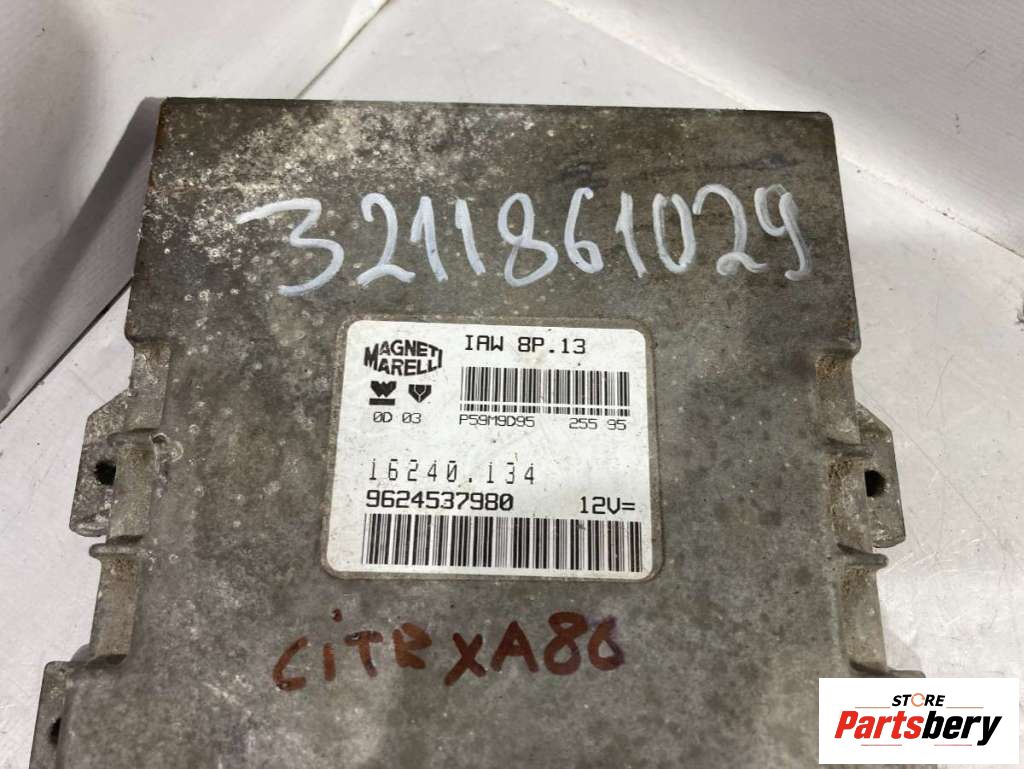 3211861029
MAGNETI
MARELLI
IAW 8P.13
0D 03
P59M9D95 255 95
16240.134
9624537980 12V=
CITR XA86
STORE
Partsbery